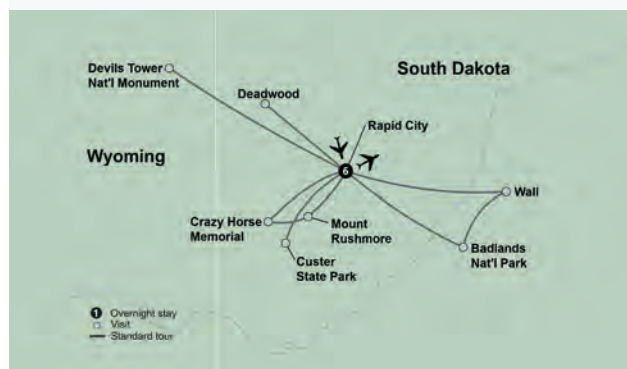 South Dakota
Devils Tower
Nat'l Monument
Deadwood
Rapid City
Wyoming
6
Wall
Crazy Horse
Memorial
Mount
Rushmore
Badlands
Nat'l Park
Custer
State Park
1 Overnight stay
Visit
Standard tour